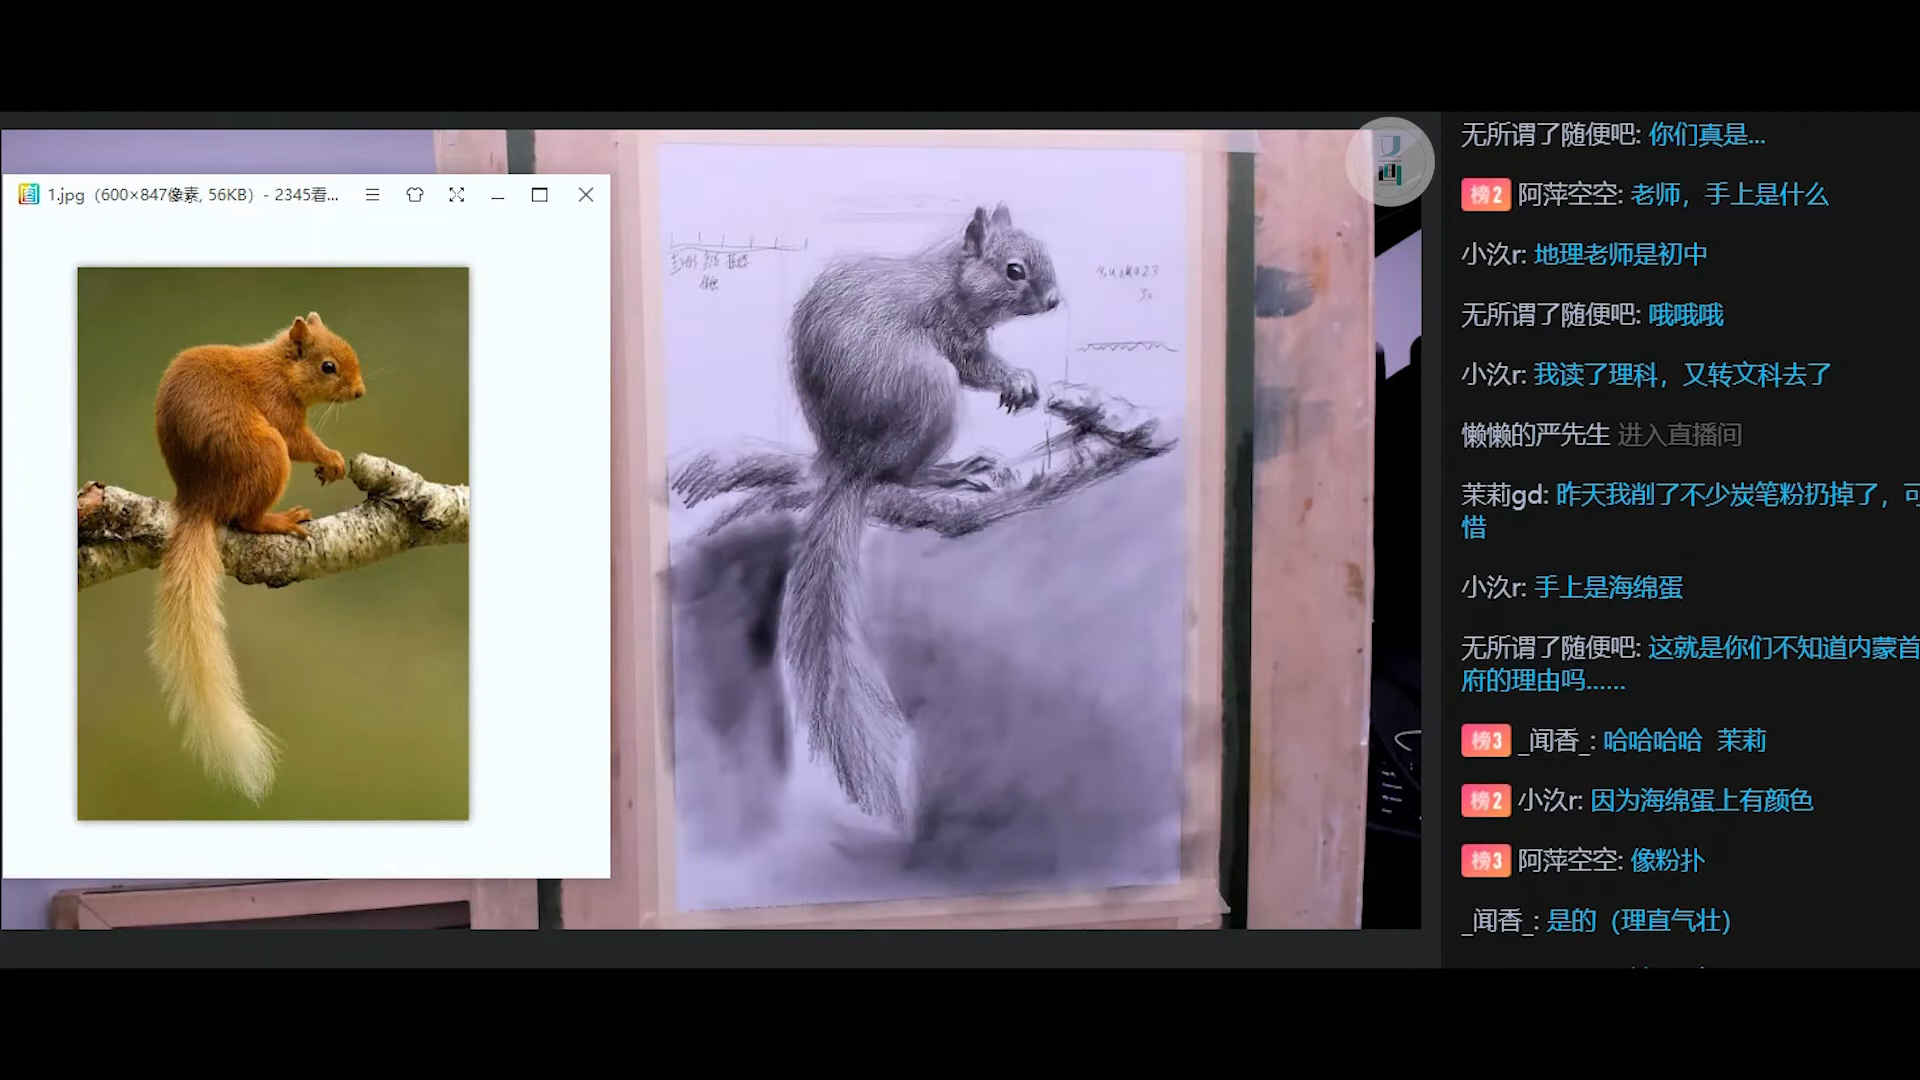 1.jpg（600×847像素, 56KB）- 2345看...
无所谓了随便吧: 你们真是...
榜2 阿萍空空: 老师，手上是什么
小汣r: 地理老师是初中
无所谓了随便吧: 哦哦哦
小汣r: 我读了理科，又转文科去了
懒懒的严先生 进入直播间
茉莉gd: 昨天我削了不少炭笔粉扔掉了，可
惜
小汣r: 手上是海绵蛋
无所谓了随便吧: 这就是你们不知道内蒙首
府的理由吗......
榜3 _闻香_: 哈哈哈哈 茉莉
榜2 小汣r: 因为海绵蛋上有颜色
榜3 阿萍空空: 像粉扑
_闻香_: 是的（理直气壮）